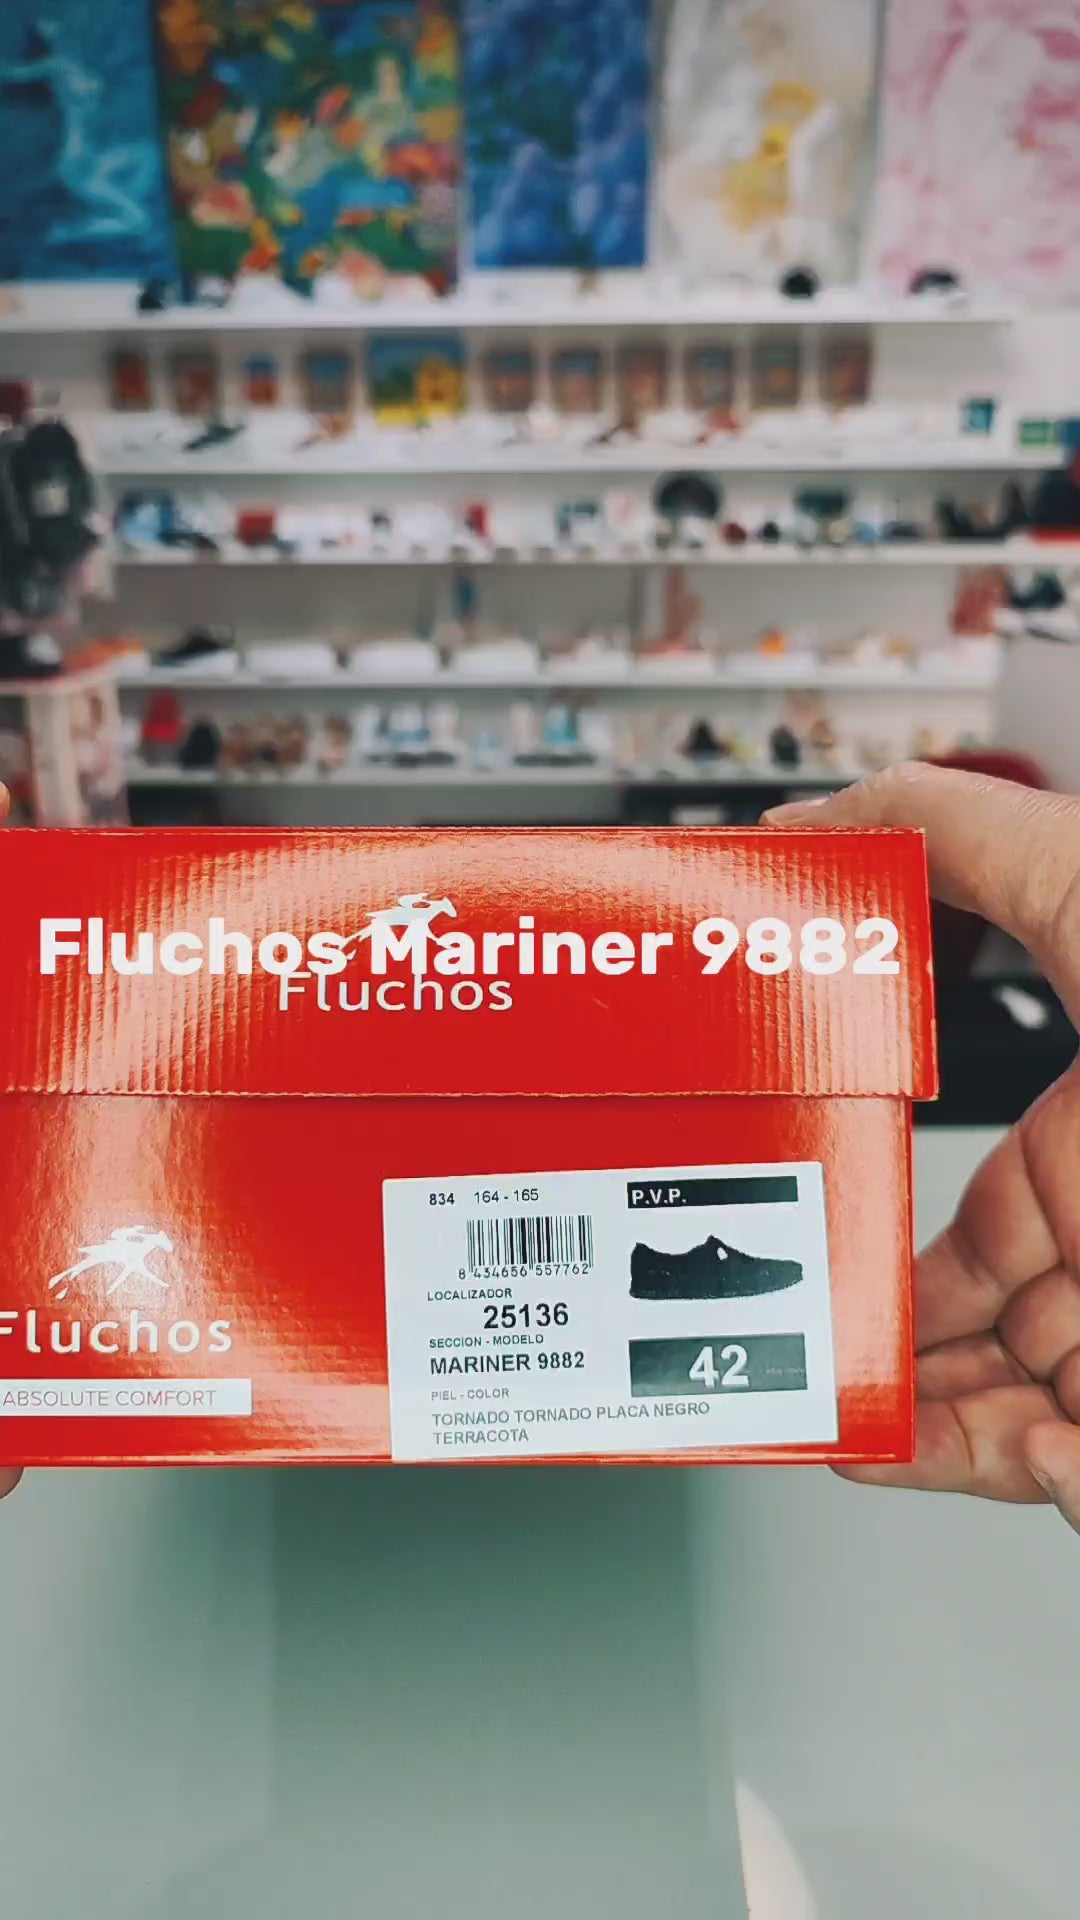 Fluchos Mariner 9882
Fluchos
834 164 - 165
P.V.P.
8 434656 557762
LOCALIZADOR
25136
SECCION - MODELO
MARINER 9882
42
PIEL - COLOR
TORNADO TORNADO PLACA NEGRO
TERRACOTA
Fluchos
ABSOLUTE COMFORT